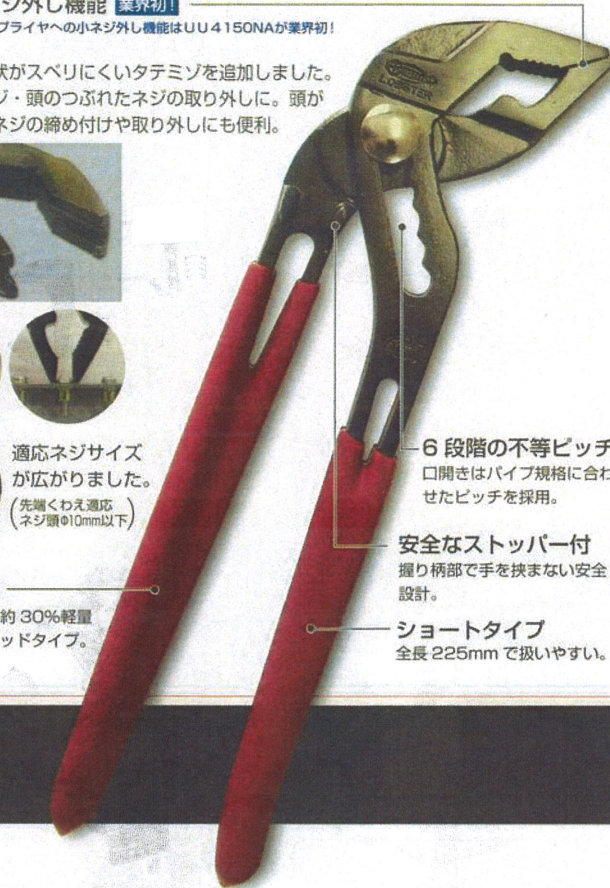 ジ外し機能 業界初!
プライヤへの小ネジ外し機能はUU4150NAが業界初!
状がスベリにくいタテミゾを追加しました。
ジ・頭のつぶれたネジの取り外しに。頭が
ネジの締め付けや取り外しにも便利。
LOBSTER
適応ネジサイズ
が広がりました。
(先端くわえ適応
ネジ頭Φ10mm以下)
6段階の不等ピッチ
口開きはパイプ規格に合わ
せたピッチを採用。
安全なストッパー付
握り柄部で手を挟まない安全
設計。
約30%軽量
ッドタイプ。
ショートタイプ
全長225mmで扱いやすい。